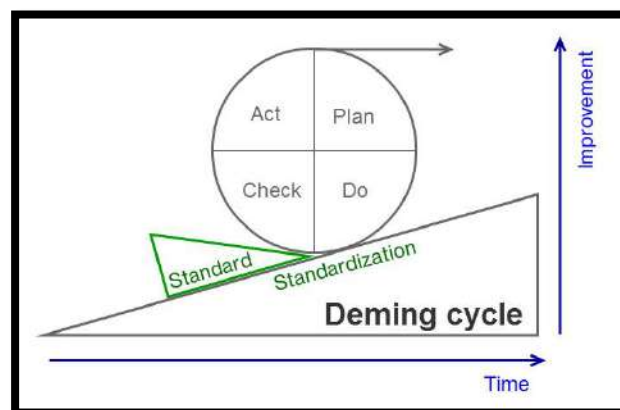 Act
Plan
Check
Do
Improvement
Standard
Standardization
Deming cycle
Time